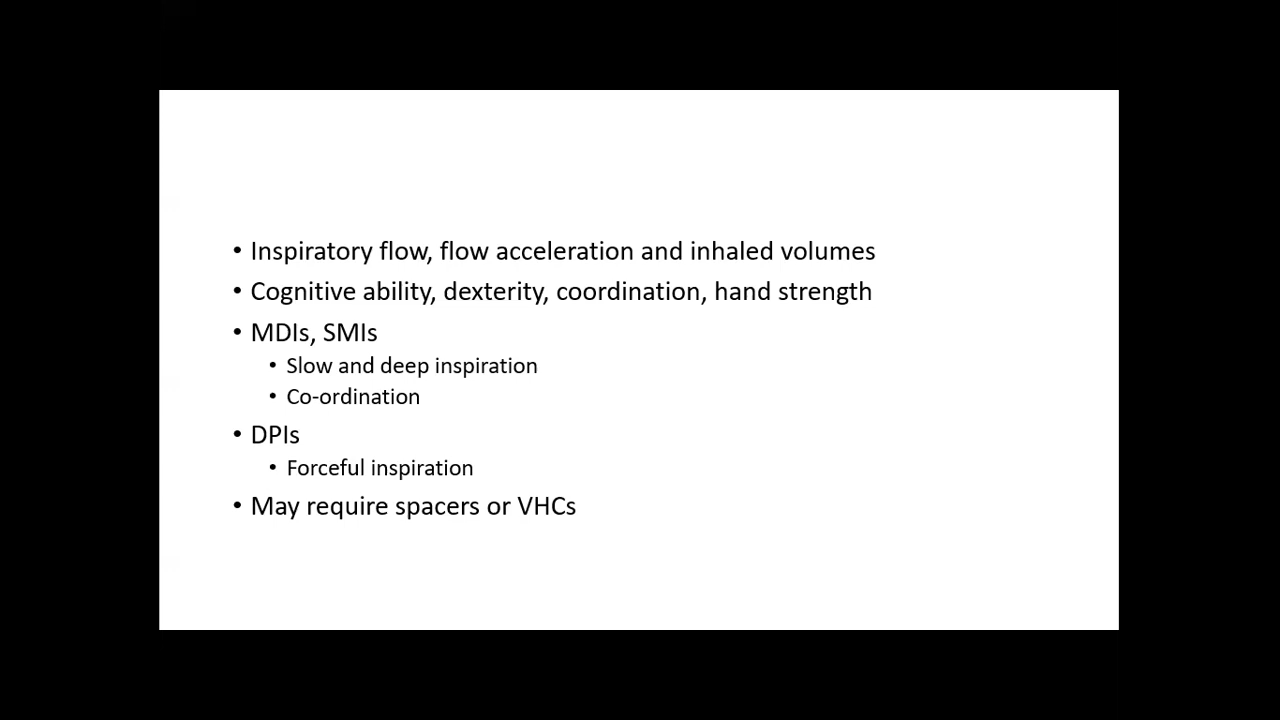 • Inspiratory flow, flow acceleration and inhaled volumes
• Cognitive ability, dexterity, coordination, hand strength
• MDIs, SMIs
• Slow and deep inspiration
• Co-ordination
• DPIs
• Forceful inspiration
• May require spacers or VHCs